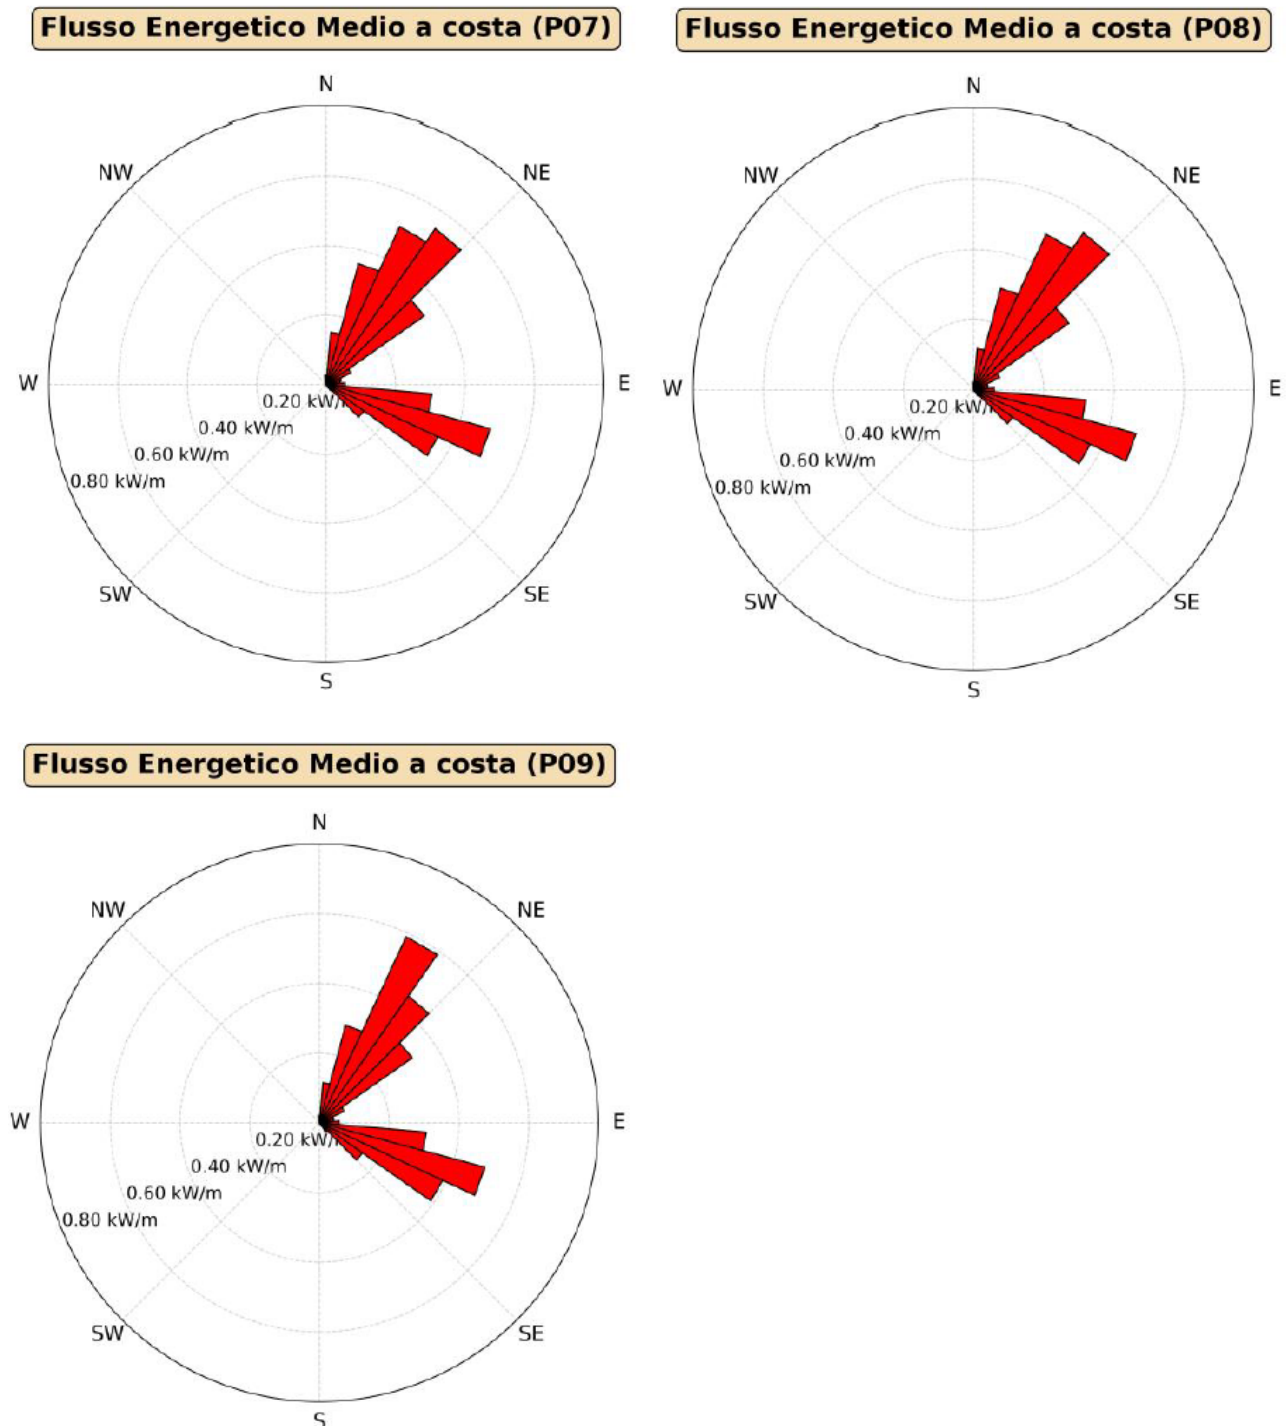 Flusso Energetico Medio a costa (P07)
N
NW
NE
W
E
0.20 kW/
0.40 kW/m
0.60 kW/m
0.80 kW/m
SW
SE
S
Flusso Energetico Medio a costa (P08)
N
NW
NE
W
E
0.20 kW/
0.40 kW/m
0.60 kW/m
0.80 kW/m
SW
SE
S
Flusso Energetico Medio a costa (P09)
N
NW
NE
W
E
0.20 kW/
0.40 kW/m
0.60 kW/m
0.80 kW/m
SW
SE
S